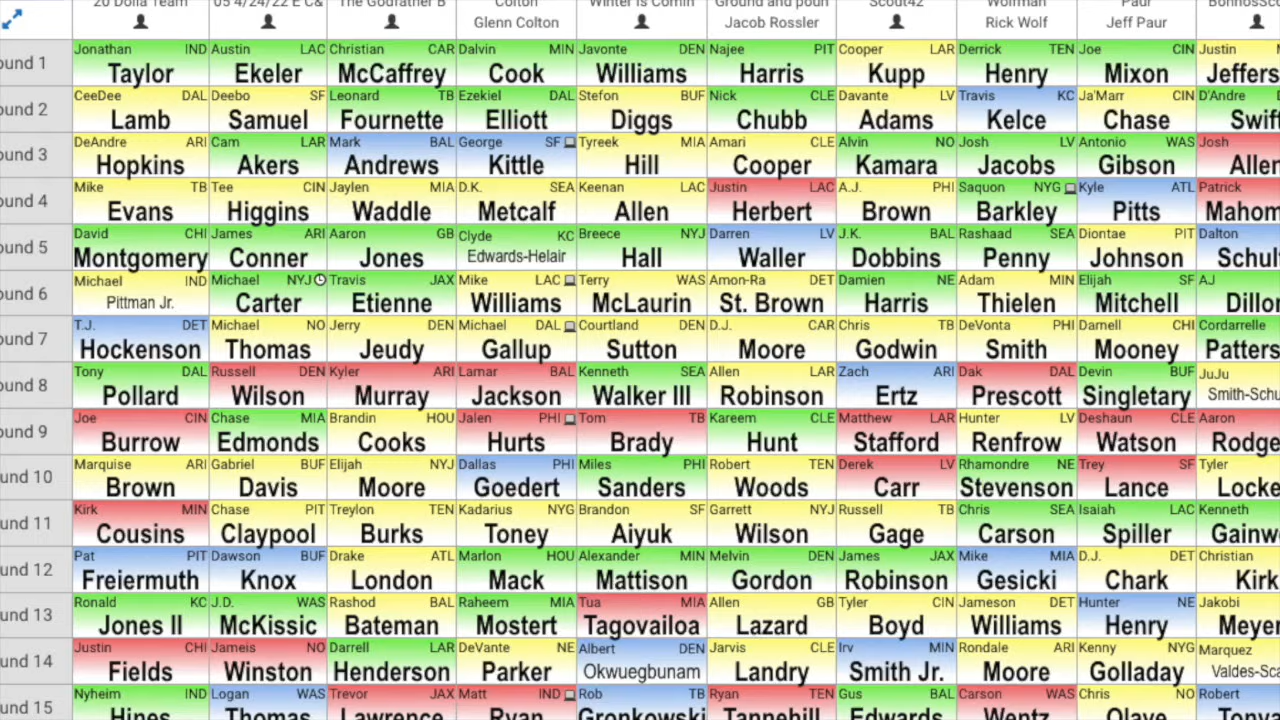 20 Dolla Team 05 4/24/22 E C& The Godfather B Colton Winter is Comin Ground and poun Scout42 Wolfman Paur BonnosSco
Glenn Colton Jacob Rossler Rick Wolf Jeff Paur
ound 1 Jonathan IND Austin LAC Christian CAR Dalvin MIN Javonte DEN Najee PIT Cooper LAR Derrick TEN Joe CIN Justin
Taylor Ekeler McCaffrey Cook Williams Harris Kupp Henry Mixon Jeffers
ound 2 CeeDee DAL Deebo SF Leonard TB Ezekiel DAL Stefon BUF Nick CLE Davante LV Travis KC Ja'Marr CIN D'Andre
Lamb Samuel Fournette Elliott Diggs Chubb Adams Kelce Chase Swif
ound 3 DeAndre ARI Cam LAR Mark BAL George SF Tyreek MIA Amari CLE Alvin NO Josh LV Antonio WAS Josh
Hopkins Akers Andrews Kittle Hill Cooper Kamara Jacobs Gibson Allen
ound 4 Mike TB Tee CIN Jaylen MIA D.K. SEA Keenan LAC Justin LAC A.J. PHI Saquon NYG Kyle ATL Patrick
Evans Higgins Waddle Metcalf Allen Herbert Brown Barkley Pitts Mahom
ound 5 David CHI James ARI Aaron GB Clyde KC Breece NYJ Darren LV J.K. BAL Rashaad SEA Diontae PIT Dalton
Montgomery Conner Jones Edwards-Helair Hall Waller Dobbins Penny Johnson Schul
ound 6 Michael IND Michael NYJ Travis JAX Mike LAC Terry WAS Amon-Ra DET Damien NE Adam MIN Elijah SF AJ
Pittman Jr. Carter Etienne Williams McLaurin St. Brown Harris Thielen Mitchell Dillo
ound 7 T.J. DET Michael NO Jerry DEN Michael DAL Courtland DEN D.J. CAR Chris TB DeVonta PHI Darnell CHI Cordarrelle
Hockenson Thomas Jeudy Gallup Sutton Moore Godwin Smith Mooney Patters
ound 8 Tony DAL Russell DEN Kyler ARI Lamar BAL Kenneth SEA Allen LAR Zach ARI Dak DAL Devin BUF JuJu
Pollard Wilson Murray Jackson Walker III Robinson Ertz Prescott Singletary Smith-Schu
ound 9 Joe CIN Chase MIA Brandin HOU Jalen PHI Tom TB Kareem CLE Matthew LAR Hunter LV Deshaun CLE Aaron
Burrow Edmonds Cooks Hurts Brady Hunt Stafford Renfrow Watson Rodge
und 10 Marquise ARI Gabriel BUF Elijah NYJ Dallas PHI Miles PHI Robert TEN Derek LV Rhamondre NE Trey SF Tyler
Brown Davis Moore Goedert Sanders Woods Carr Stevenson Lance Locke
und 11 Kirk MIN Chase PIT Treylon TEN Kadarius NYG Brandon SF Garrett NYJ Russell TB Chris SEA Isaiah LAC Kenneth
Cousins Claypool Burks Toney Aiyuk Wilson Gage Carson Spiller Gainw
und 12 Pat PIT Dawson BUF Drake ATL Marlon HOU Alexander MIN Melvin DEN James JAX Mike MIA D.J. DET Christian
Freiermuth Knox London Mack Mattison Gordon Robinson Gesicki Chark Kirk
und 13 Ronald KC J.D. WAS Rashod BAL Raheem MIA Tua MIA Allen GB Tyler CIN Jameson DET Hunter NE Jakobi
Jones II McKissic Bateman Mostert Tagovailoa Lazard Boyd Williams Henry Meyer
und 14 Justin CHI Jameis NO Darrell LAR DeVante NE Albert DEN Jarvis CLE Irv MIN Rondale ARI Kenny NYG Marquez
Fields Winston Henderson Parker Okwuegbunam Landry Smith Jr. Moore Golladay Valdes-Sca
und 15 Nyheim IND Logan WAS Trevor JAX Matt IND Rob TB Ryan TEN Gus BAL Carson WAS Chris NO Robert
Hines Thomas Lawrence Ryan Gronkowski Tannehill Edwards Wentz Olave Tony